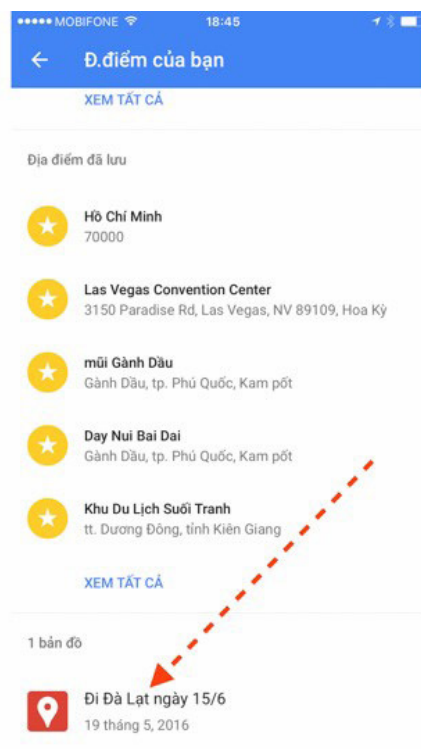 MOBIFONE 18:45
Đ.điểm của bạn
XEM TẤT CẢ
Địa điểm đã lưu
Hồ Chí Minh
70000
Las Vegas Convention Center
3150 Paradise Rd, Las Vegas, NV 89109, Hoa Kỳ
mũi Gành Dầu
Gành Dầu, tp. Phú Quốc, Kam pốt
Day Nui Bai Dai
Gành Dầu, tp. Phú Quốc, Kam pốt
Khu Du Lịch Suối Tranh
tt. Dương Đông, tỉnh Kiên Giang
XEM TẤT CẢ
1 bản đồ
Đi Đà Lạt ngày 15/6
19 tháng 5, 2016